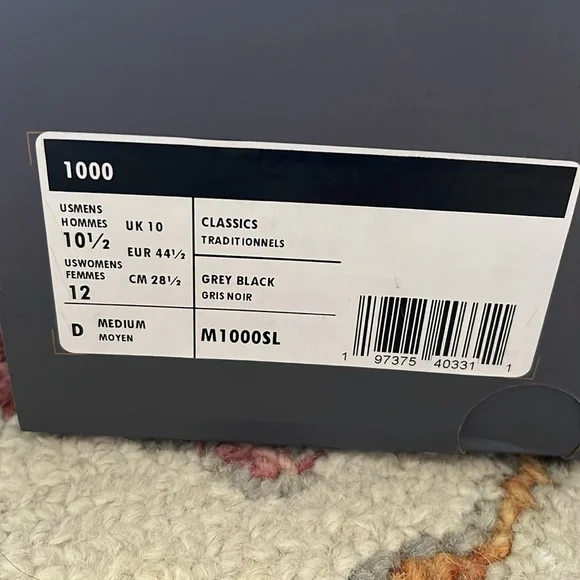 1000
USMENS
HOMMES
10½
USWOMENS
FEMMES
12
UK 10
EUR 44½
CM 28½
D
MEDIUM
MOYEN
CLASSICS
TRADITIONNELS
GREY BLACK
GRIS NOIR
M1000SL
1 97375 40331 1